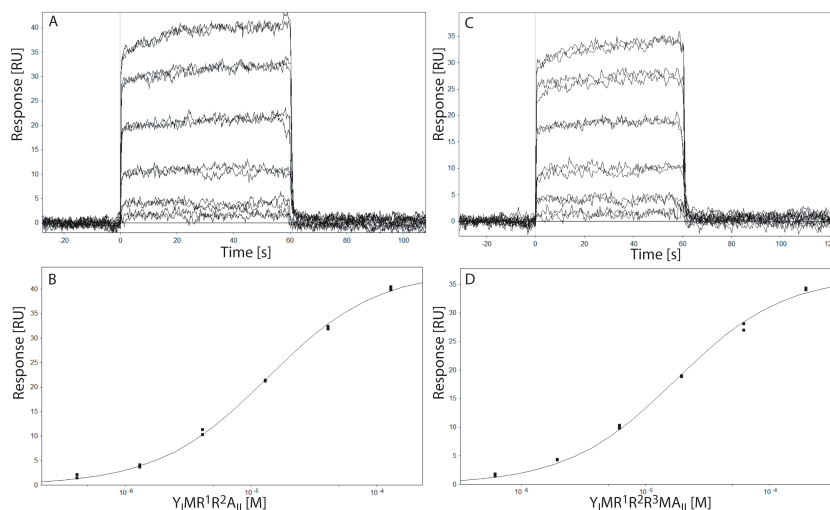 A
Response [RU]
40
35
30
25
20
15
10
5
0
-20 0 20 40 60 80 100
Time [s]
C
Response [RU]
35
30
25
20
15
10
5
0
-20 0 20 40 60 80 100 120
Time [s]
B
Response [RU]
40
35
30
25
20
15
10
5
0
10⁻⁶ 10⁻⁵ 10⁻⁴
Y_IMR¹R²A_II [M]
D
Response [RU]
35
30
25
20
15
10
5
0
10⁻⁶ 10⁻⁵ 10⁻⁴
Y_IMR¹R²R³MA_II [M]